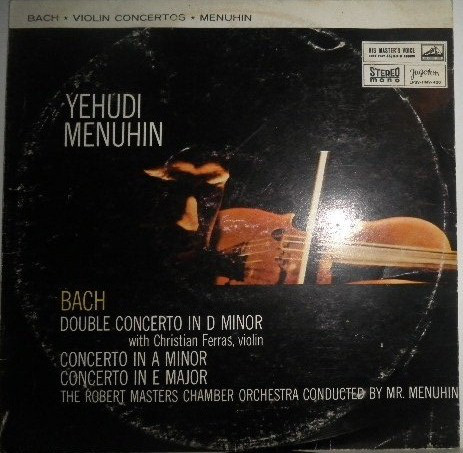 BACH • VIOLIN CONCERTOS • MENUHIN
HIS MASTER'S VOICE
STEREO
mono
Jugoton
YEHUDI
MENUHIN
BACH
DOUBLE CONCERTO IN D MINOR
with Christian Ferras, violin
CONCERTO IN A MINOR
CONCERTO IN E MAJOR
THE ROBERT MASTERS CHAMBER ORCHESTRA CONDUCTED BY MR. MENUHIN